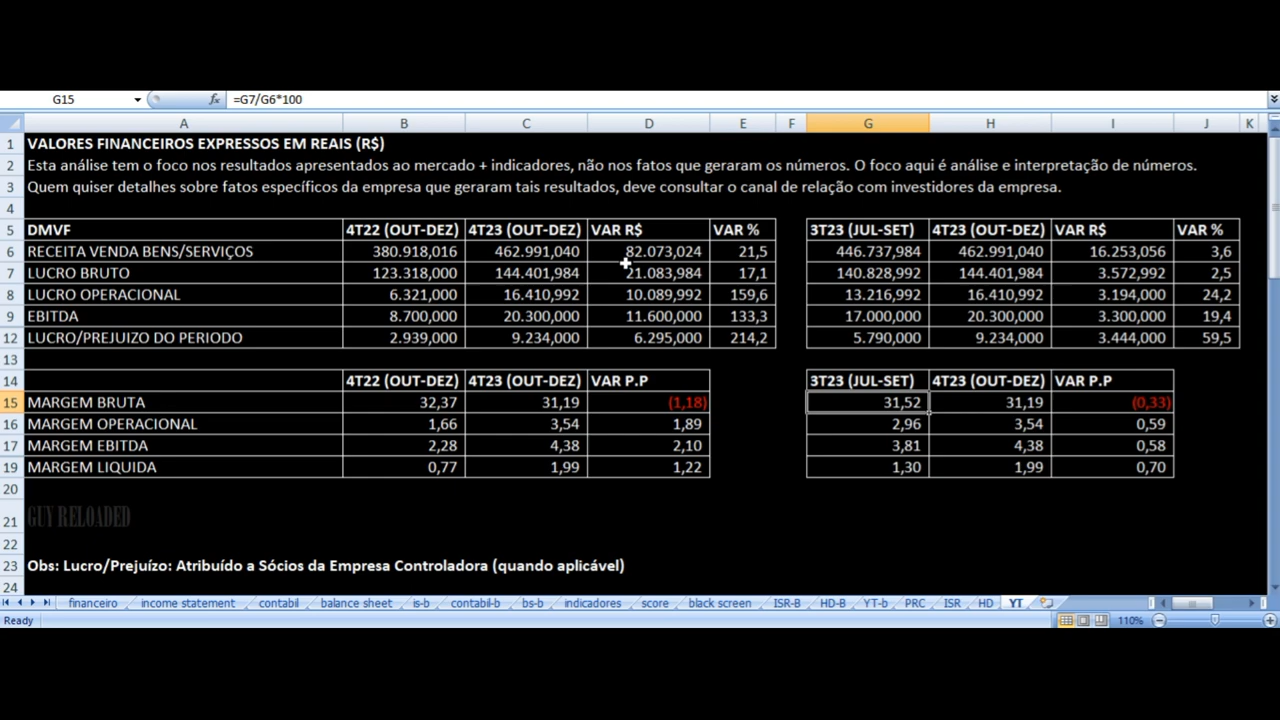 G15 fx =G7/G6*100
A B C D E F G H I J K
1 VALORES FINANCEIROS EXPRESSOS EM REAIS (R$)
2 Esta análise tem o foco nos resultados apresentados ao mercado + indicadores, não nos fatos que geraram os números. O foco aqui é análise e interpretação de números.
3 Quem quiser detalhes sobre fatos específicos da empresa que geraram tais resultados, deve consultar o canal de relação com investidores da empresa.
4
5 DMVF 4T22 (OUT-DEZ) 4T23 (OUT-DEZ) VAR R$ VAR % 3T23 (JUL-SET) 4T23 (OUT-DEZ) VAR R$ VAR %
6 RECEITA VENDA BENS/SERVIÇOS 380.918,016 462.991,040 82.073,024 21,5 446.737,984 462.991,040 16.253,056 3,6
7 LUCRO BRUTO 123.318,000 144.401,984 21.083,984 17,1 140.828,992 144.401,984 3.572,992 2,5
8 LUCRO OPERACIONAL 6.321,000 16.410,992 10.089,992 159,6 13.216,992 16.410,992 3.194,000 24,2
9 EBITDA 8.700,000 20.300,000 11.600,000 133,3 17.000,000 20.300,000 3.300,000 19,4
12 LUCRO/PREJUIZO DO PERIODO 2.939,000 9.234,000 6.295,000 214,2 5.790,000 9.234,000 3.444,000 59,5
13
14 4T22 (OUT-DEZ) 4T23 (OUT-DEZ) VAR P.P 3T23 (JUL-SET) 4T23 (OUT-DEZ) VAR P.P
15 MARGEM BRUTA 32,37 31,19 (1,18) 31,52 31,19 (0,33)
16 MARGEM OPERACIONAL 1,66 3,54 1,89 2,96 3,54 0,59
17 MARGEM EBITDA 2,28 4,38 2,10 3,81 4,38 0,58
19 MARGEM LIQUIDA 0,77 1,99 1,22 1,30 1,99 0,70
20
21 GUY RELOADED
22
23 Obs: Lucro/Prejuízo: Atribuído a Sócios da Empresa Controladora (quando aplicável)
24
financeiro income statement contabil balance sheet is-b contabil-b bs-b indicadores score black screen ISR-B HD-B YT-b PRC ISR HD YT
Ready 110%